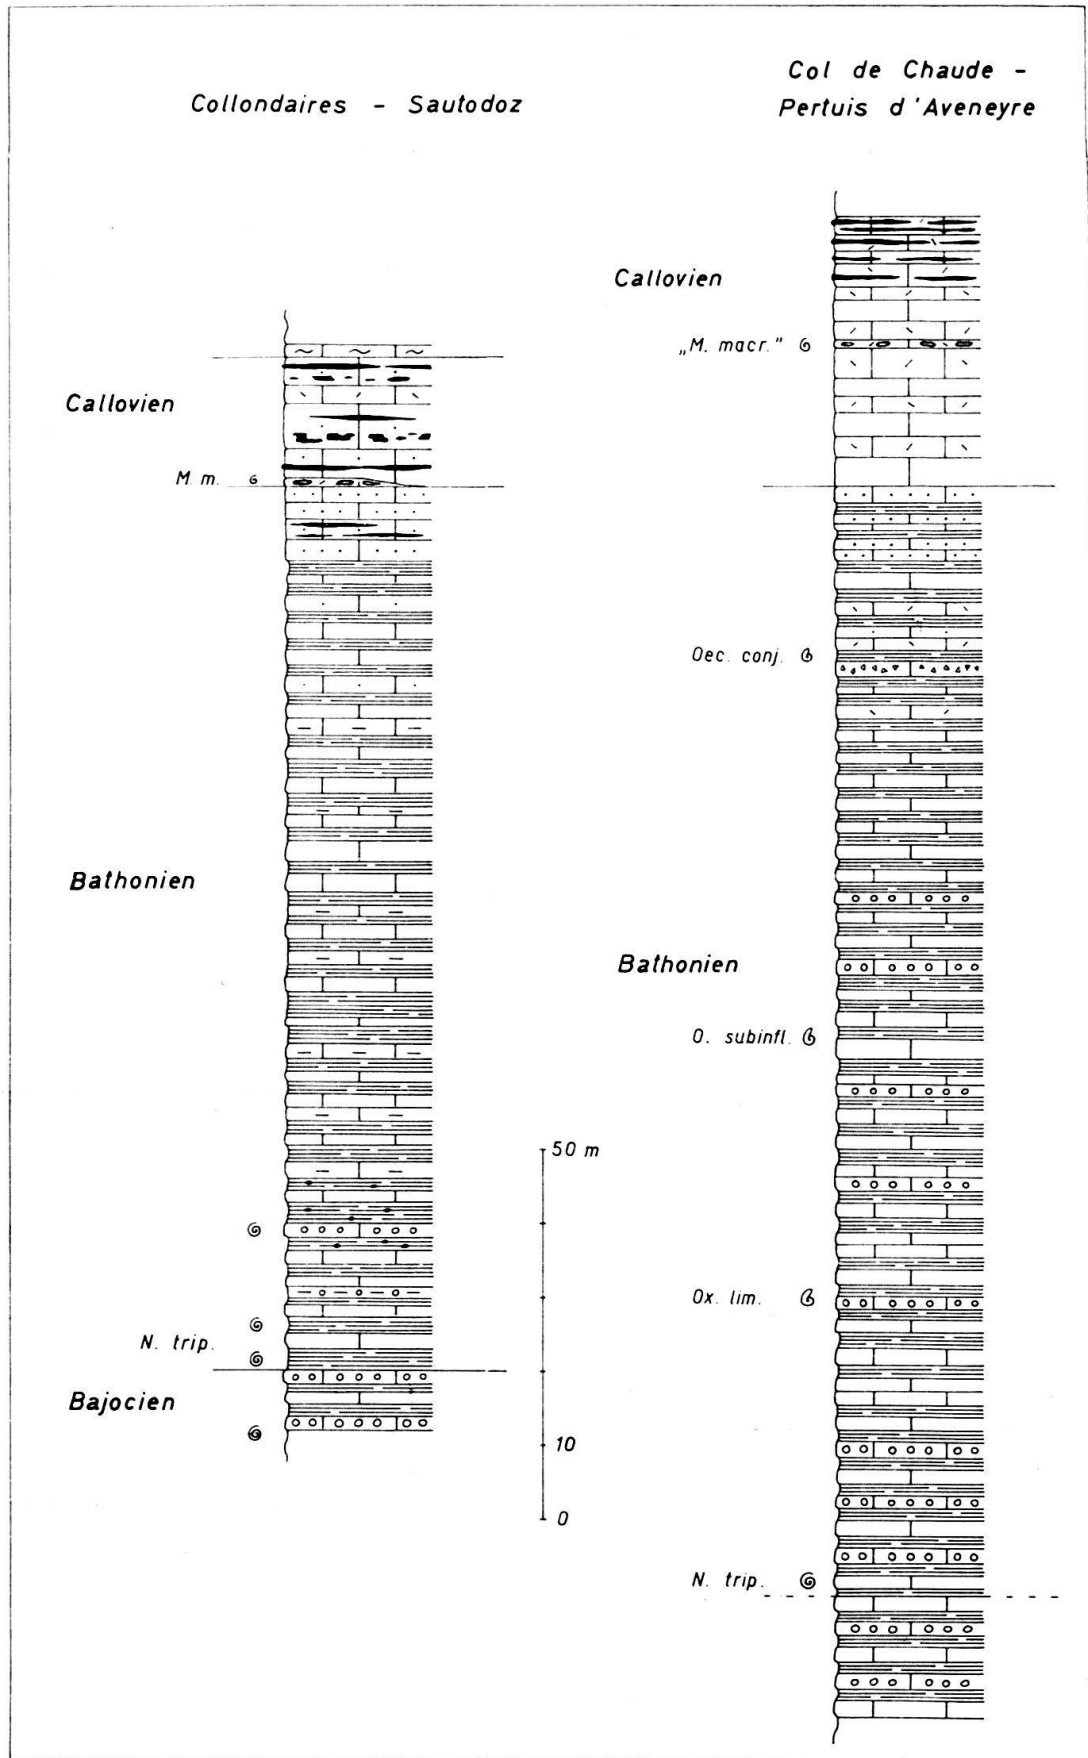 Collondaires - Sautodoz
Callovien
M. m.
Bathonien
N. trip.
Bajocien
50 m
10
0
Col de Chaude -
Pertuis d'Aveneyre
Callovien
„M. macr."
Oec. conj.
Bathonien
O. subinfl.
Ox. lim.
N. trip.